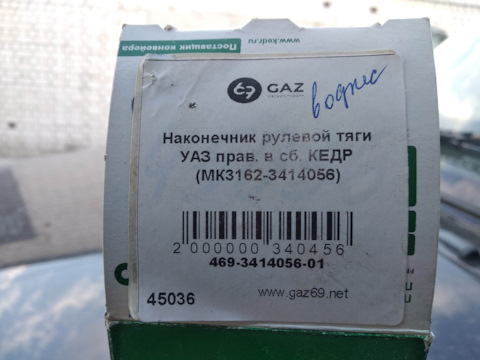 Поставщик конвейера
www.kedr.ru
GAZ
Наконечник рулевой тяги
УАЗ прав. в сб. КЕДР
(МК3162-3414056)
2 000000 340456
469-3414056-01
45036
www.gaz69.net